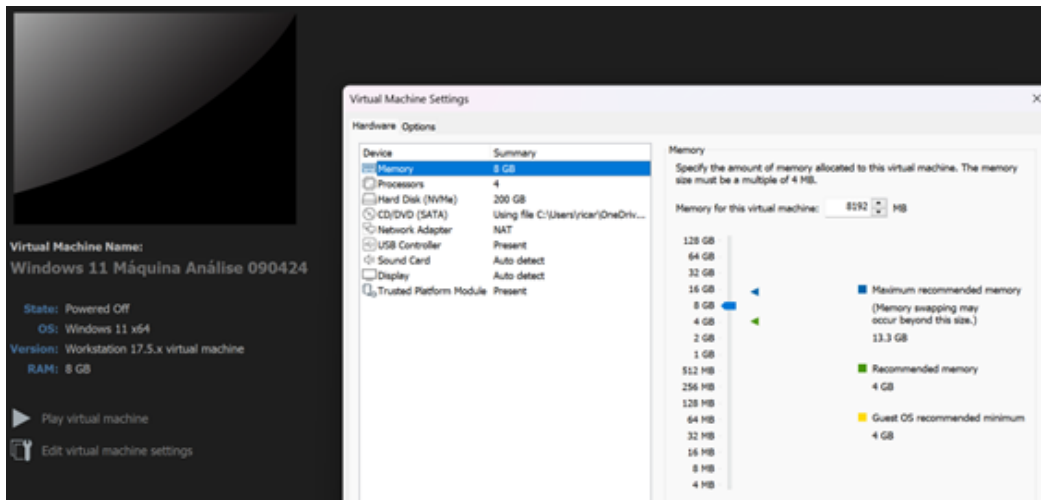 Virtual Machine Name:
Windows 11 Máquina Análise 090424
State: Powered Off
OS: Windows 11 x64
Version: Workstation 17.5.x virtual machine
RAM: 8 GB
Play virtual machine
Edit virtual machine settings
Virtual Machine Settings
Hardware Options
Device Summary
Memory 8 GB
Processors 4
Hard Disk (NVMe) 200 GB
CD/DVD (SATA) Using file C:\Users\ricar\OneDriv...
Network Adapter NAT
USB Controller Present
Sound Card Auto detect
Display Auto detect
Trusted Platform Module Present
Memory
Specify the amount of memory allocated to this virtual machine. The memory
size must be a multiple of 4 MB.
Memory for this virtual machine: 8192 MB
128 GB
64 GB
32 GB
16 GB
8 GB
4 GB
2 GB
1 GB
512 MB
256 MB
128 MB
64 MB
32 MB
16 MB
8 MB
4 MB
Maximum recommended memory
(Memory swapping may
occur beyond this size.)
13.3 GB
Recommended memory
4 GB
Guest OS recommended minimum
4 GB